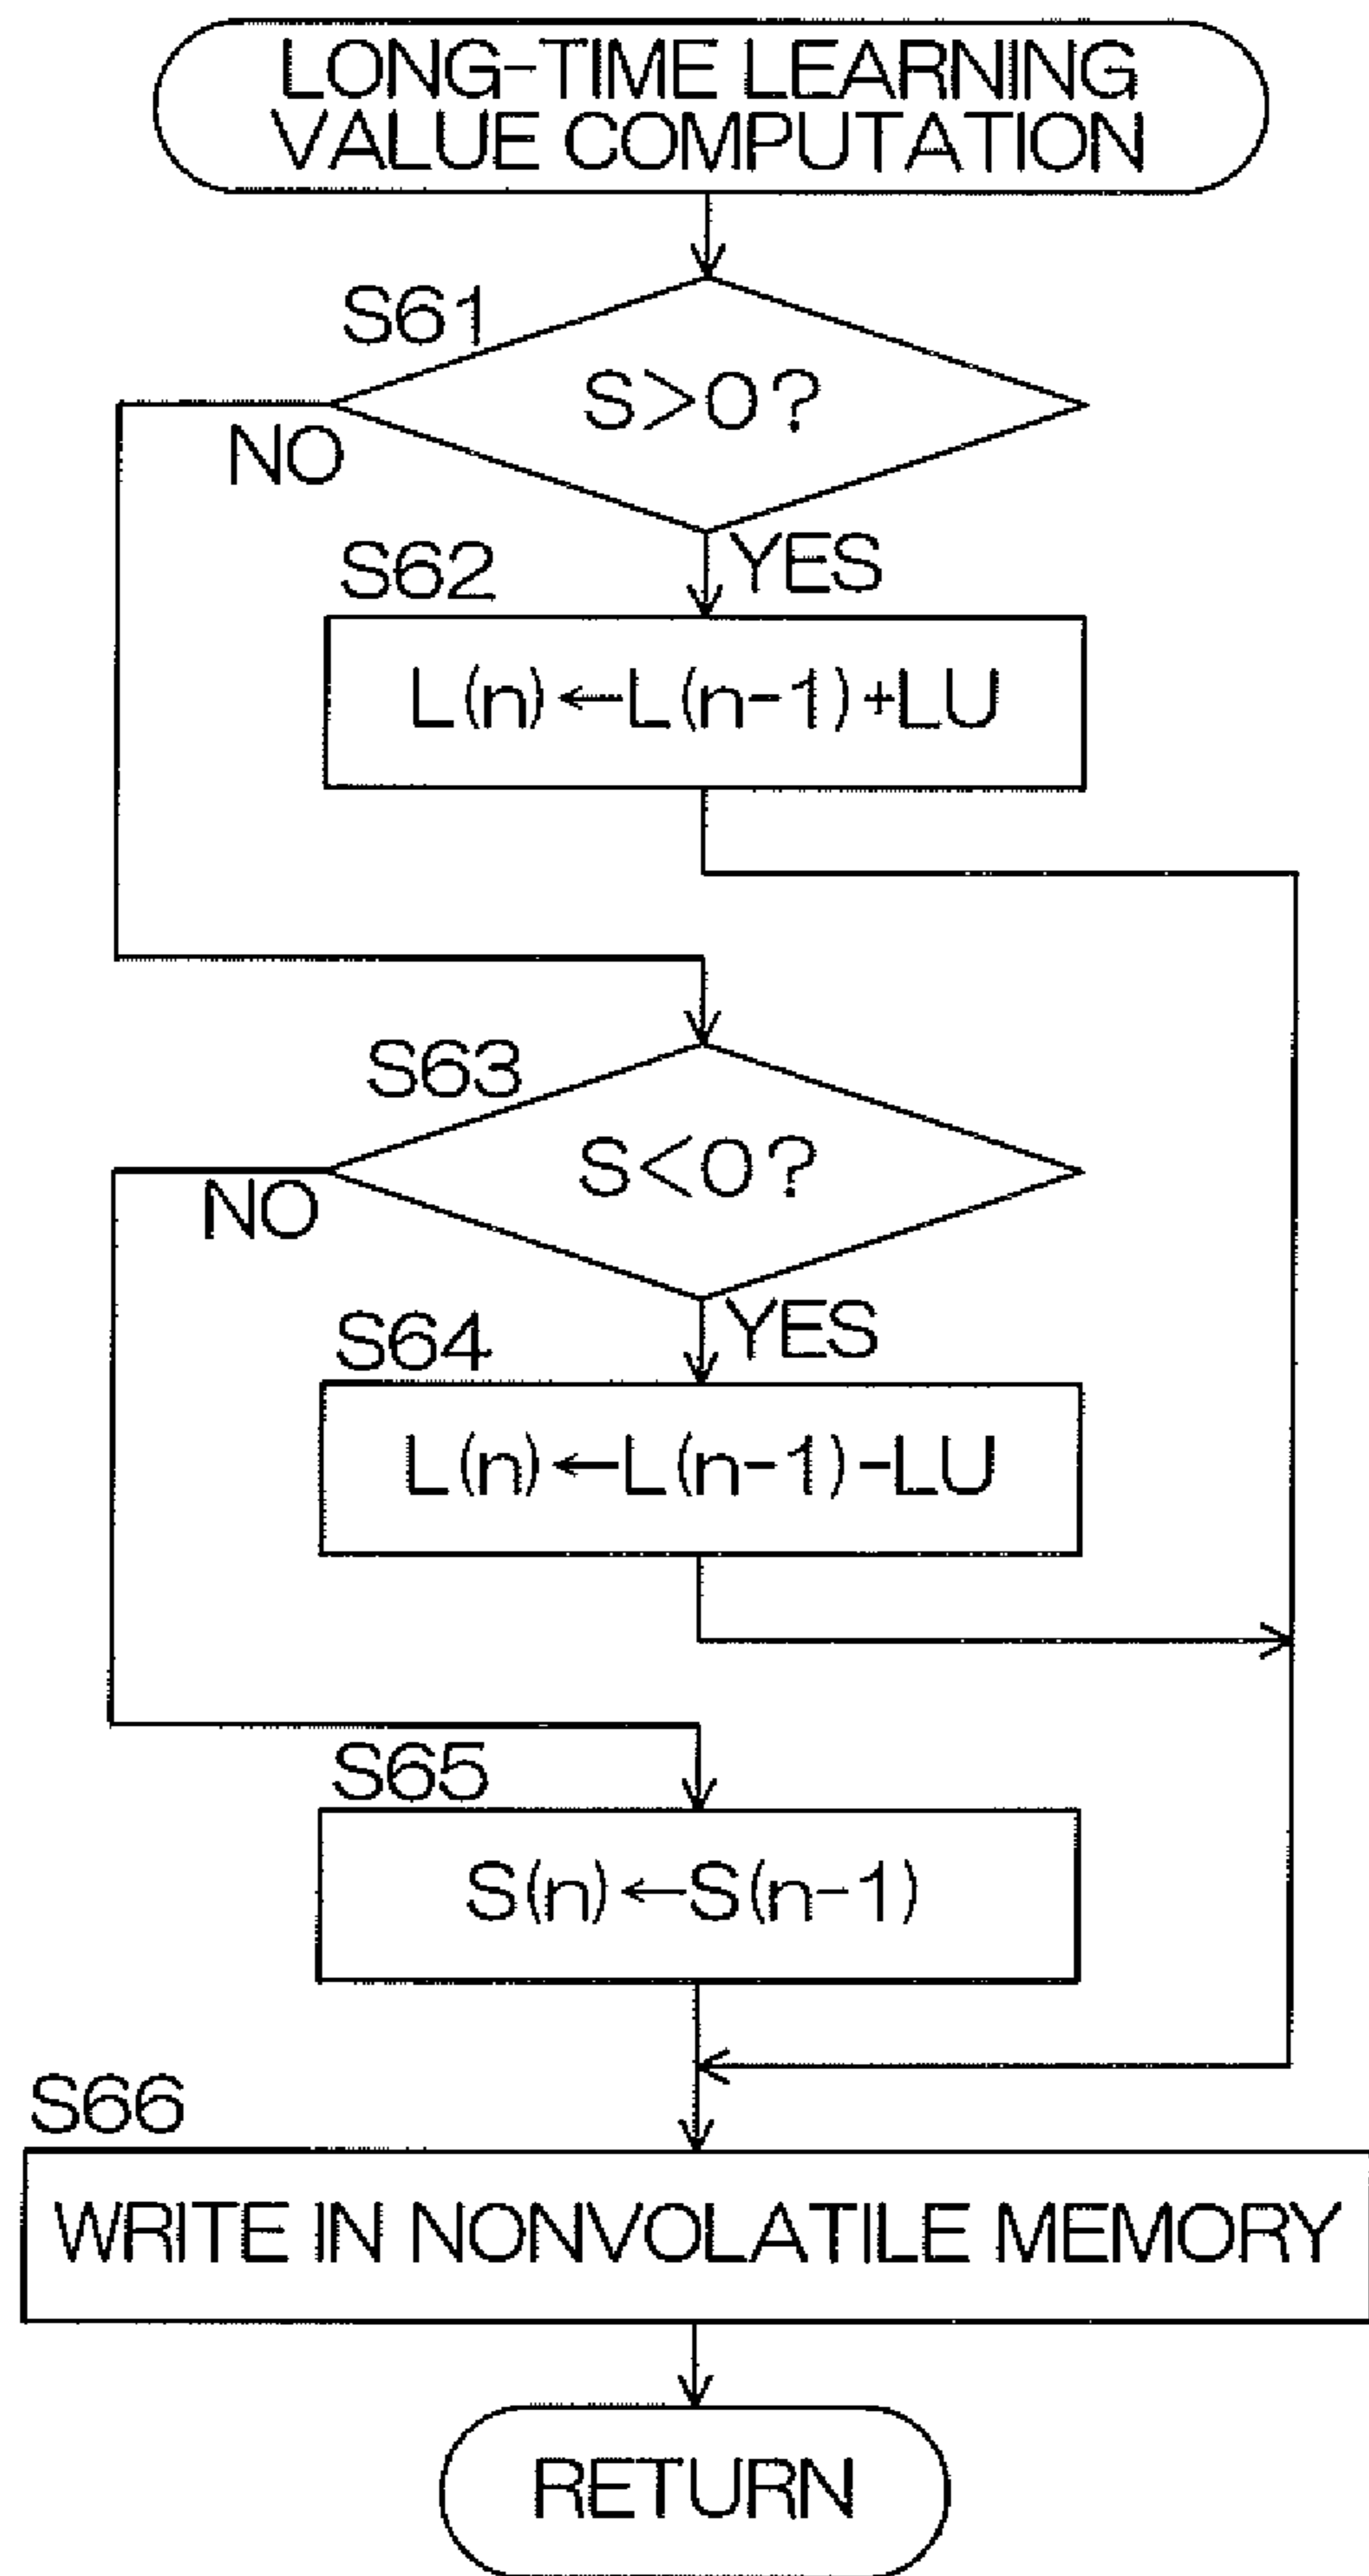 LONG-TIME LEARNING
VALUE COMPUTATION
S61
S>0?
NO
YES
S62
L(n)←L(n-1)+LU
S63
S<0?
NO
YES
S64
L(n)←L(n-1)-LU
S65
S(n)←S(n-1)
S66
WRITE IN NONVOLATILE MEMORY
RETURN